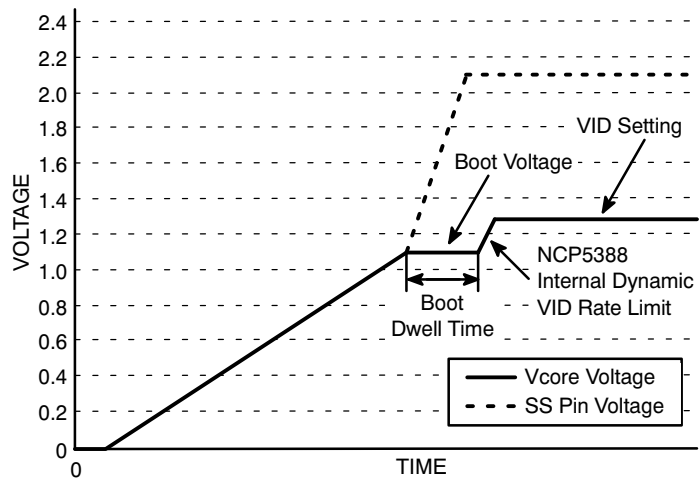 2.4
2.2
2.0
1.8
1.6
1.4
1.2
1.0
0.8
0.6
0.4
0.2
0
VOLTAGE
VID Setting
Boot Voltage
NCP5388
Internal Dynamic
VID Rate Limit
Boot
Dwell Time
Vcore Voltage
SS Pin Voltage
0
TIME